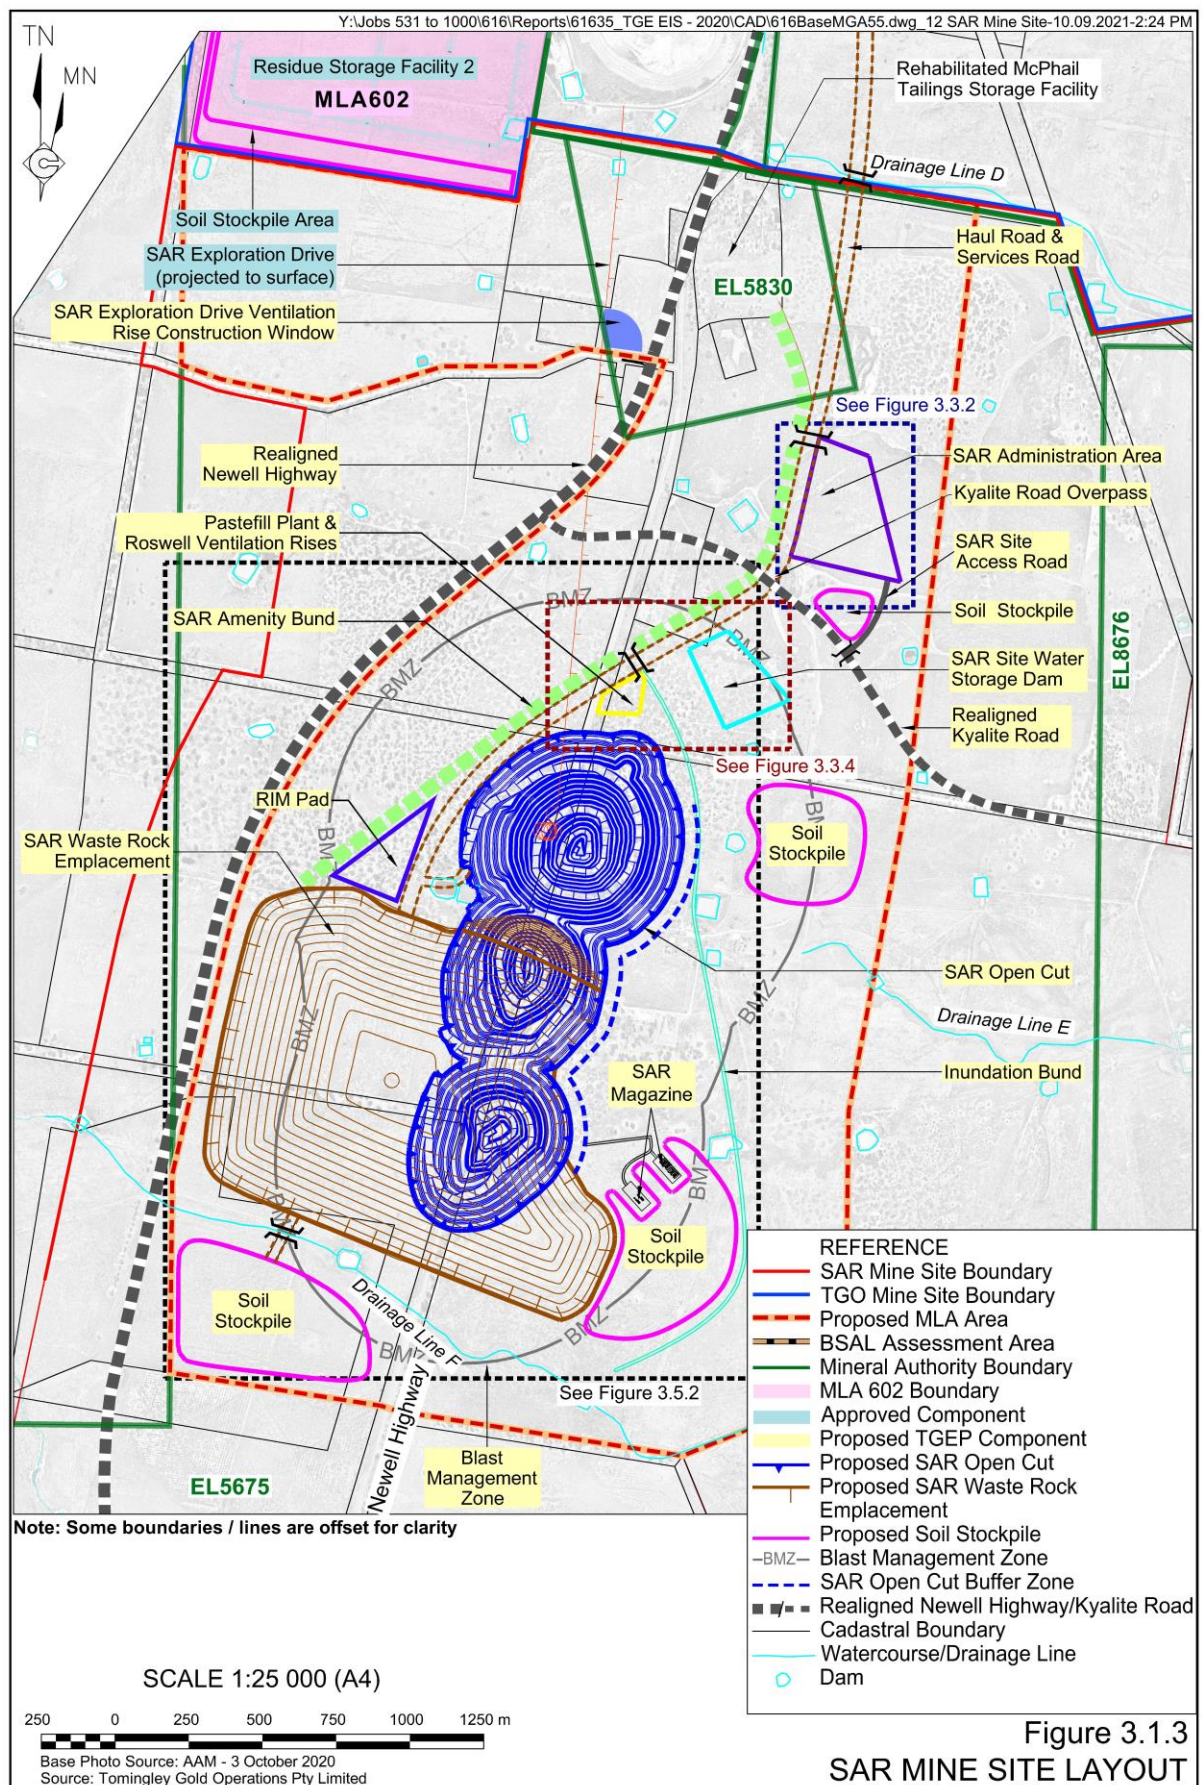 Y:\Jobs 531 to 1000\616\Reports\61635_TGE EIS - 2020\CAD\616BaseMGA55.dwg_12 SAR Mine Site-10.09.2021-2:24 PM
TN
MN
Residue Storage Facility 2
MLA602
Rehabilitated McPhail
Tailings Storage Facility
Drainage Line D
Soil Stockpile Area
SAR Exploration Drive
(projected to surface)
Haul Road &
Services Road
EL5830
SAR Exploration Drive Ventilation
Rise Construction Window
See Figure 3.3.2
Realigned
Newell Highway
SAR Administration Area
Kyalite Road Overpass
Pastefill Plant &
Roswell Ventilation Rises
SAR Site
Access Road
SAR Amenity Bund
BMZ
Soil Stockpile
BMZ
BMZ
SAR Site Water
Storage Dam
EL8676
Realigned
Kyalite Road
See Figure 3.3.4
RIM Pad
SAR Waste Rock
Emplacement
Soil
Stockpile
SAR Open Cut
BMZ
Drainage Line E
BMZ
SAR
Magazine
Inundation Bund
Soil
Stockpile
Soil
Stockpile
Drainage Line F
BMZ
See Figure 3.5.2
Newell Highway
Blast
Management
Zone
EL5675
Note: Some boundaries / lines are offset for clarity
REFERENCE
SAR Mine Site Boundary
TGO Mine Site Boundary
Proposed MLA Area
BSAL Assessment Area
Mineral Authority Boundary
MLA 602 Boundary
Approved Component
Proposed TGEP Component
Proposed SAR Open Cut
Proposed SAR Waste Rock
Emplacement
Proposed Soil Stockpile
BMZ Blast Management Zone
SAR Open Cut Buffer Zone
Realigned Newell Highway/Kyalite Road
Cadastral Boundary
Watercourse/Drainage Line
Dam
SCALE 1:25 000 (A4)
250 0 250 500 750 1000 1250 m
Base Photo Source: AAM - 3 October 2020
Source: Tomingley Gold Operations Pty Limited
Figure 3.1.3
SAR MINE SITE LAYOUT